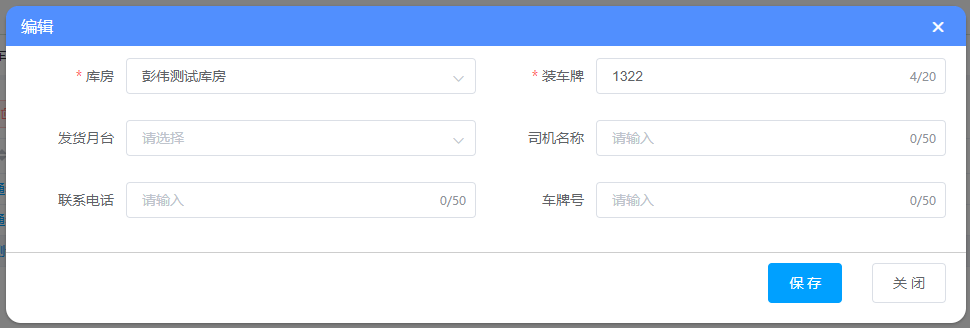 编辑
* 库房 彭伟测试库房 * 装车牌 1322 4/20
发货月台 请选择 司机名称 请输入 0/50
联系电话 请输入 0/50 车牌号 请输入 0/50
保存 关闭